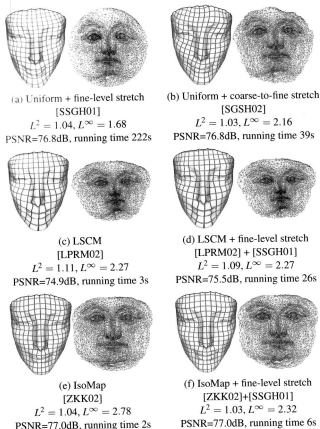 (a) Uniform + fine-level stretch
[SSGH01]
L² = 1.04, L∞ = 1.68
PSNR=76.8dB, running time 222s
(b) Uniform + coarse-to-fine stretch
[SGSH02]
L² = 1.03, L∞ = 2.16
PSNR=76.8dB, running time 39s
(c) LSCM
[LPRM02]
L² = 1.11, L∞ = 2.27
PSNR=74.9dB, running time 3s
(d) LSCM + fine-level stretch
[LPRM02] + [SSGH01]
L² = 1.09, L∞ = 2.27
PSNR=75.5dB, running time 26s
(e) IsoMap
[ZKK02]
L² = 1.04, L∞ = 2.78
PSNR=77.0dB, running time 2s
(f) IsoMap + fine-level stretch
[ZKK02]+[SSGH01]
L² = 1.03, L∞ = 2.32
PSNR=77.0dB, running time 6s